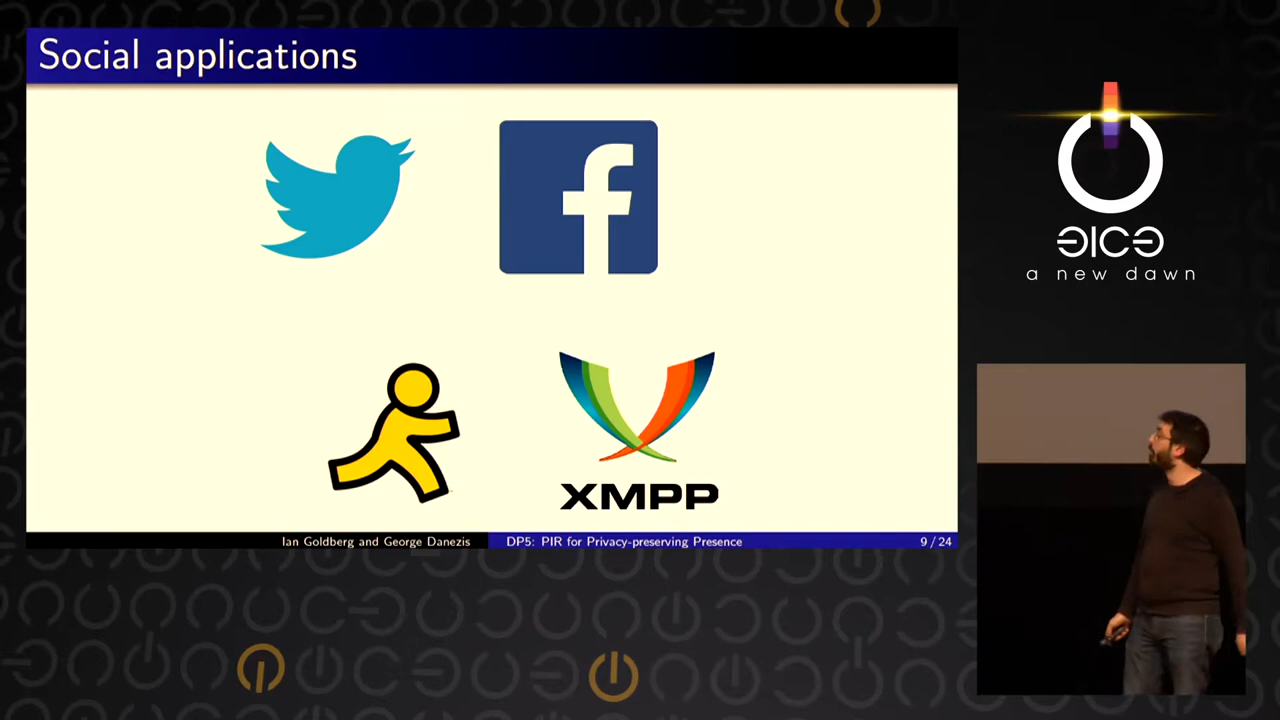 Social applications
f
XMPP
Ian Goldberg and George Danezis
DP5: PIR for Privacy-preserving Presence
9 / 24
a new dawn